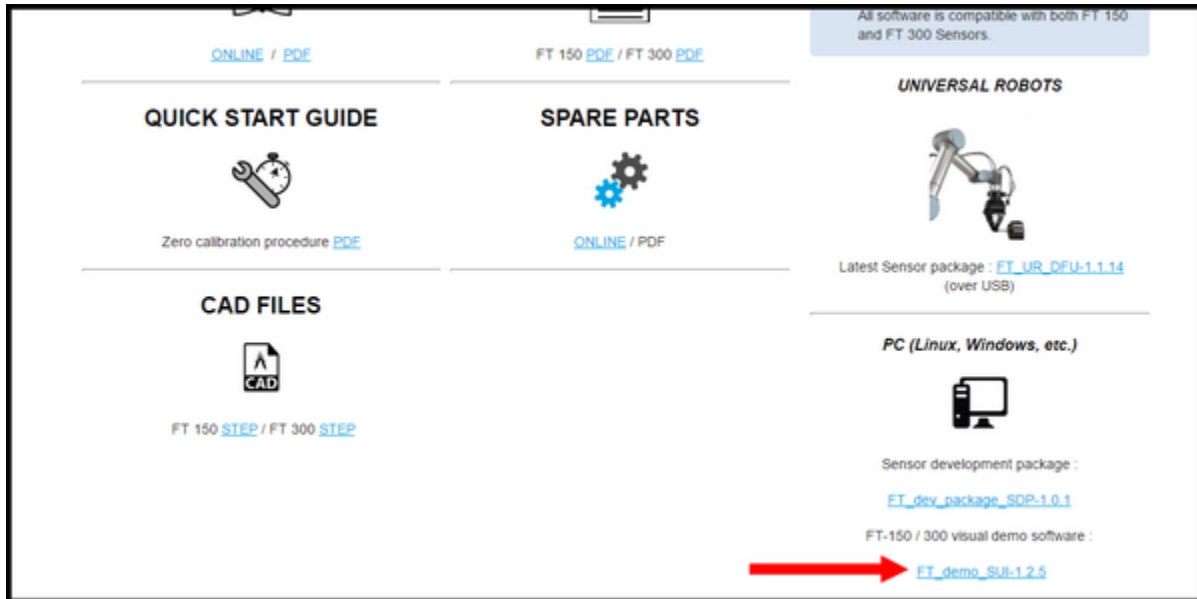 ONLINE / PDF
QUICK START GUIDE
Zero calibration procedure PDF
CAD FILES
CAD
FT 150 STEP / FT 300 STEP
FT 150 PDF / FT 300 PDF
SPARE PARTS
ONLINE / PDF
All software is compatible with both FT 150
and FT 300 Sensors.
UNIVERSAL ROBOTS
Latest Sensor package : FT_UR_DFU-1.1.14
(over USB)
PC (Linux, Windows, etc.)
Sensor development package :
FT_dev_package_SDP-1.0.1
FT-150 / 300 visual demo software :
FT_demo_SUI-1.2.5